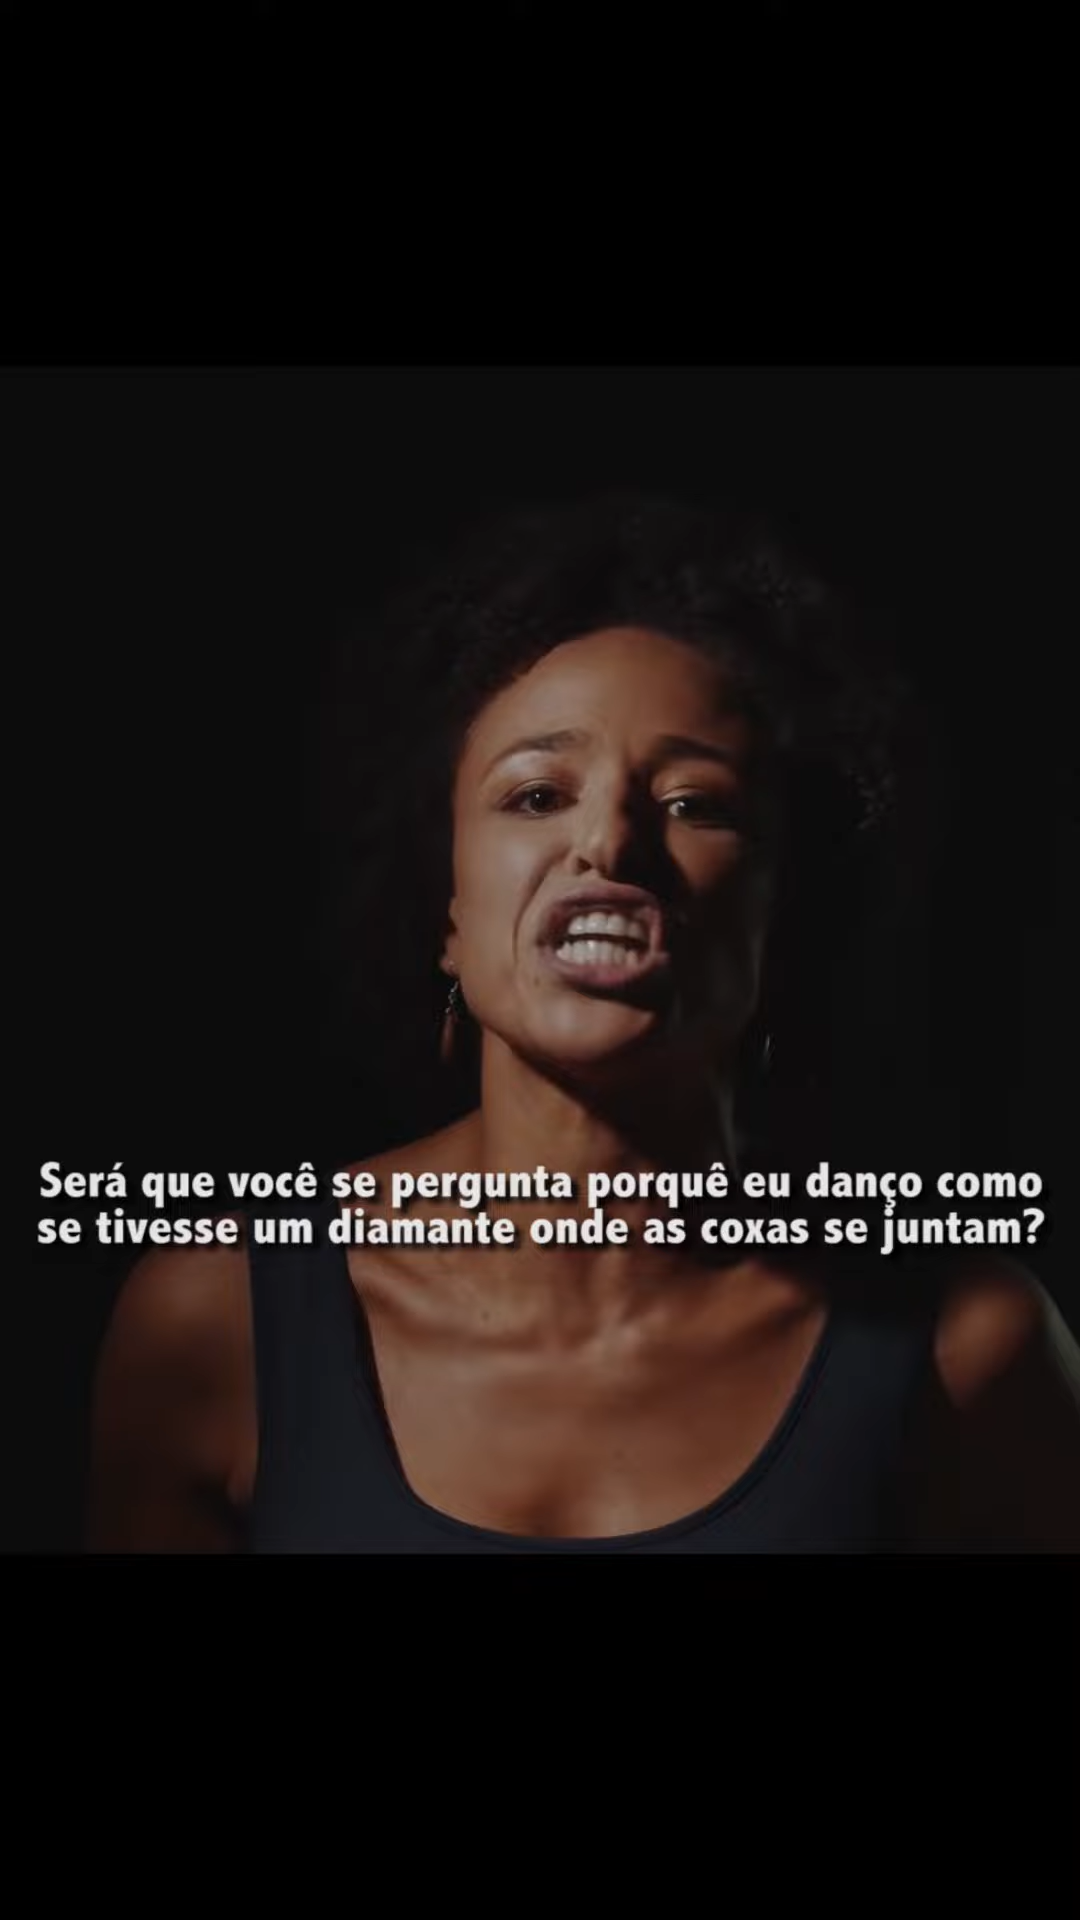 Será que você se pergunta porquê eu danço como
se tivesse um diamante onde as coxas se juntam?